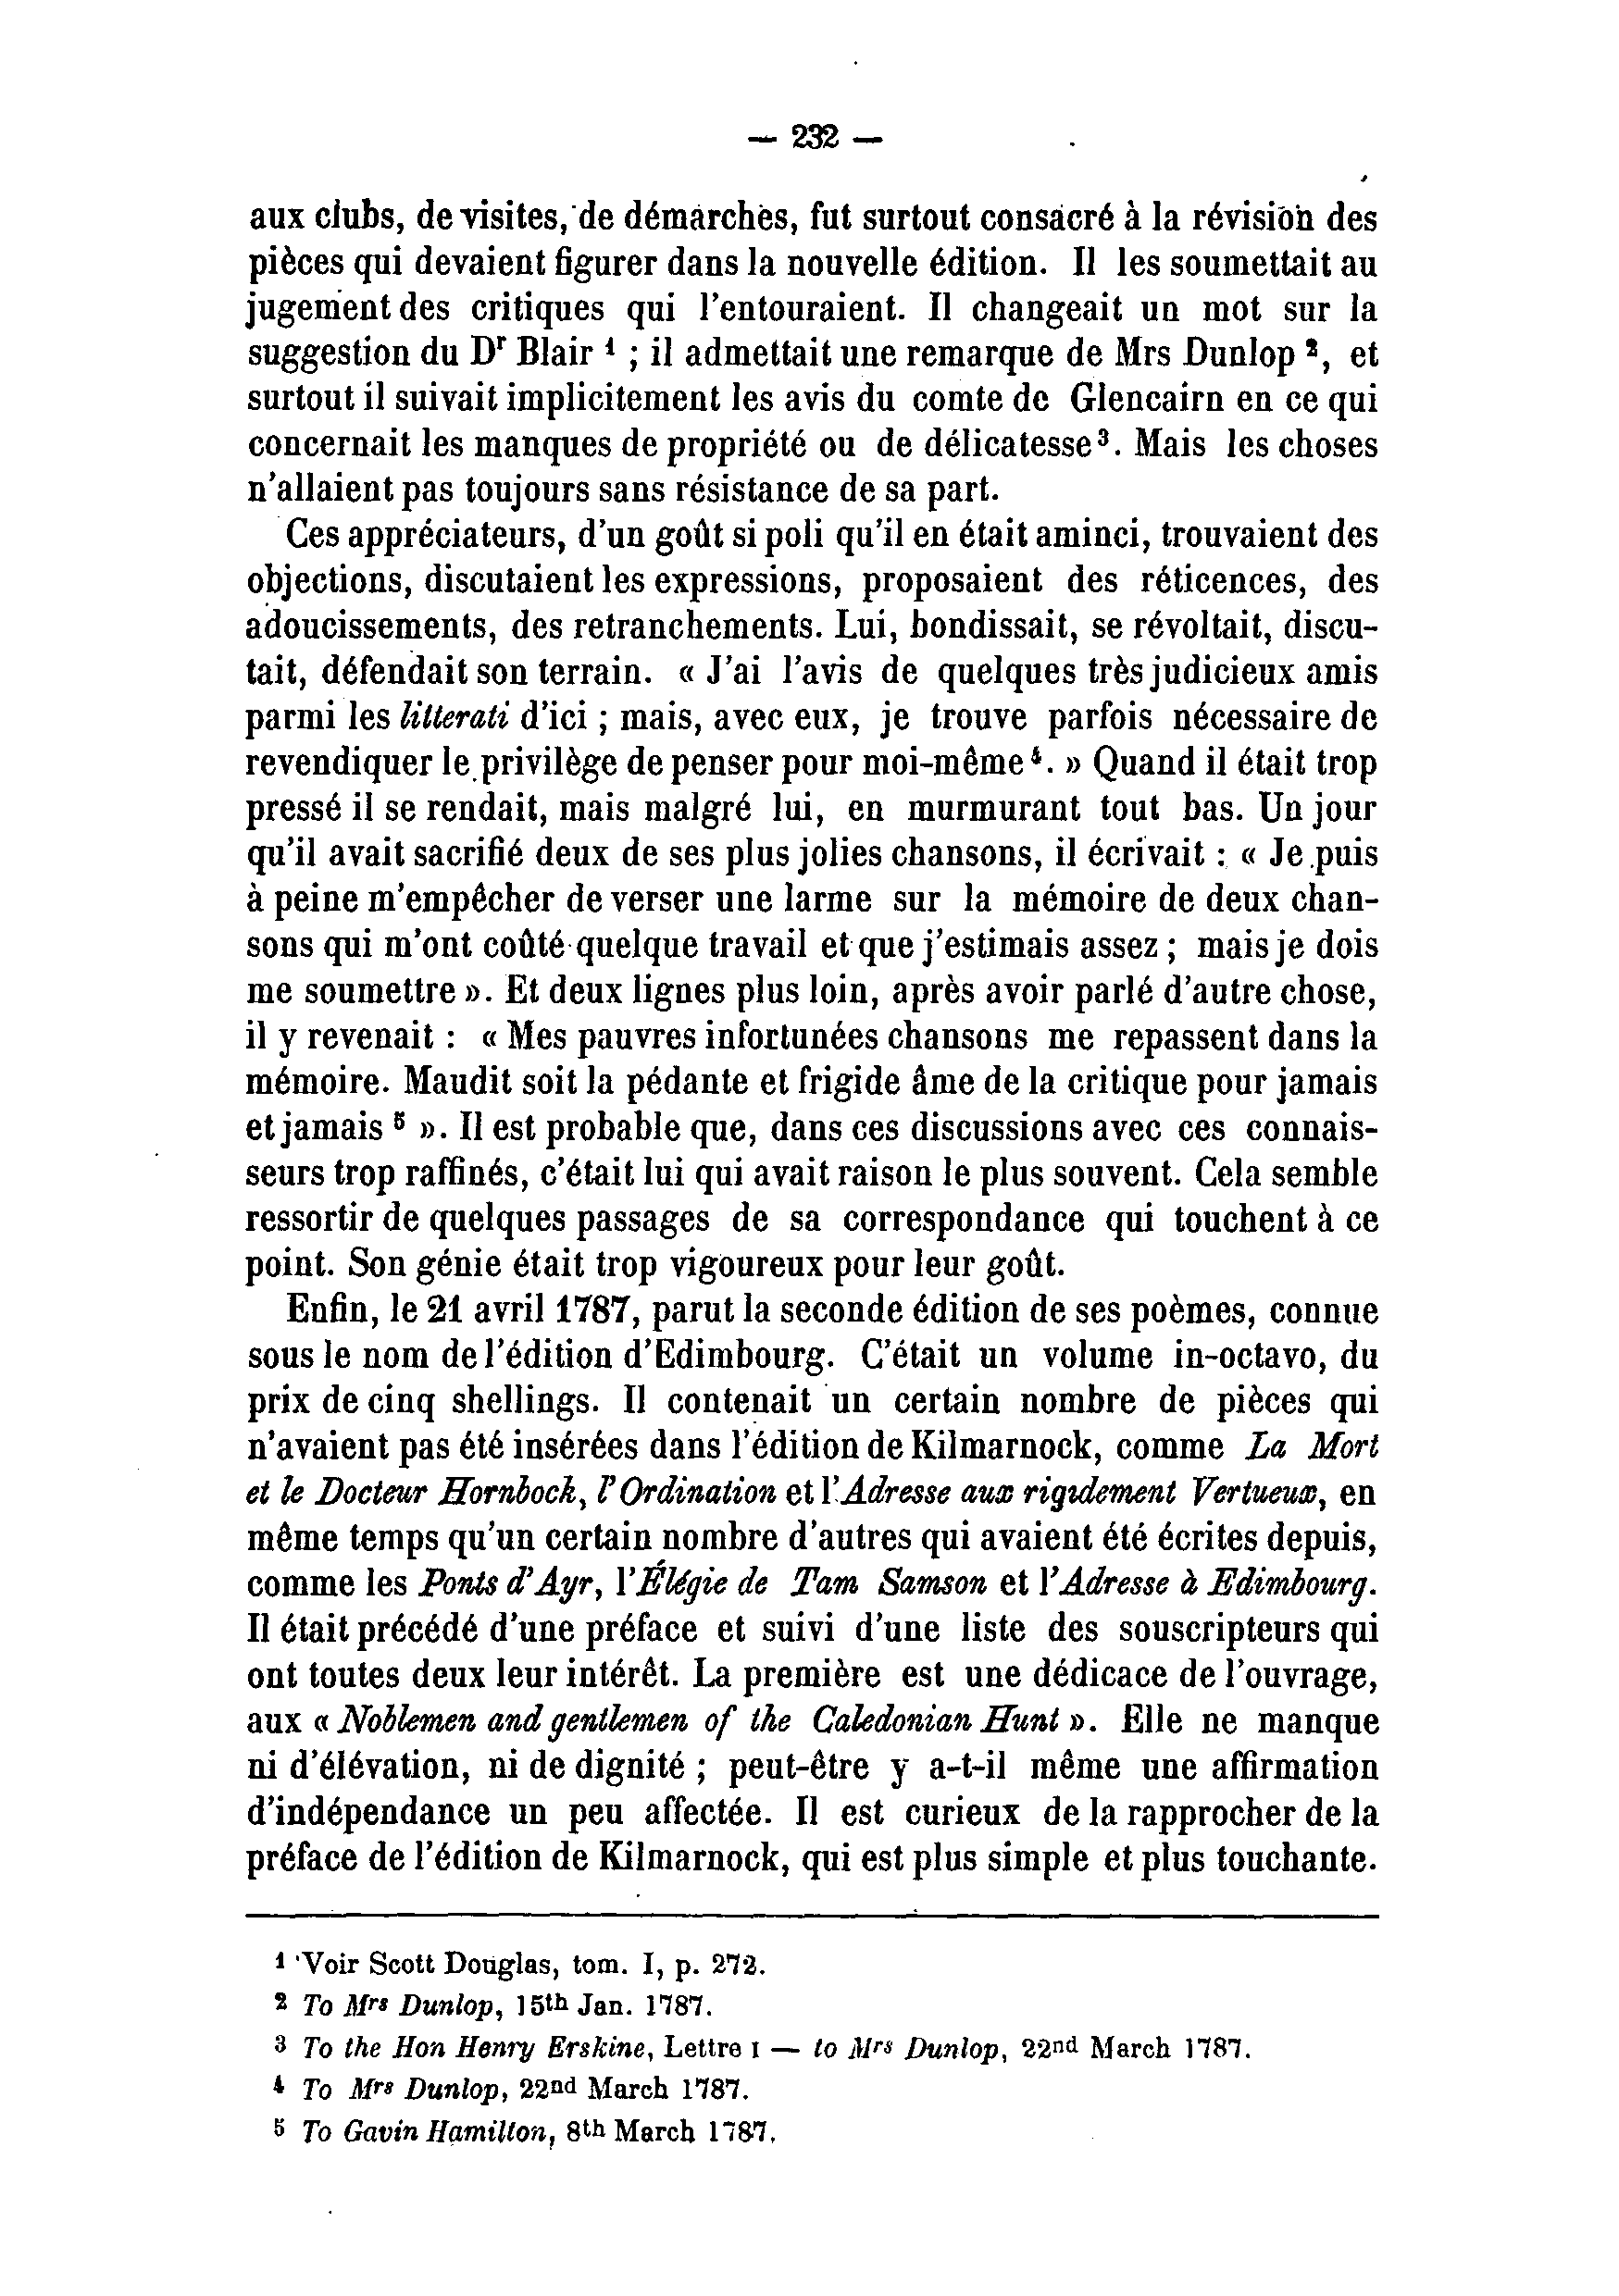 — 232 —
aux clubs, de visites, de démarches, fut surtout consacré à la révision des
pièces qui devaient figurer dans la nouvelle édition. Il les soumettait au
jugement des critiques qui l'entouraient. Il changeait un mot sur la
suggestion du Dr Blair 1 ; il admettait une remarque de Mrs Dunlop 2, et
surtout il suivait implicitement les avis du comte de Glencairn en ce qui
concernait les manques de propriété ou de délicatesse 3. Mais les choses
n'allaient pas toujours sans résistance de sa part.
Ces appréciateurs, d'un goût si poli qu'il en était aminci, trouvaient des
objections, discutaient les expressions, proposaient des réticences, des
adoucissements, des retranchements. Lui, bondissait, se révoltait, discu-
tait, défendait son terrain. « J'ai l'avis de quelques très judicieux amis
parmi les litterati d'ici ; mais, avec eux, je trouve parfois nécessaire de
revendiquer le privilège de penser pour moi-même 4. » Quand il était trop
pressé il se rendait, mais malgré lui, en murmurant tout bas. Un jour
qu'il avait sacrifié deux de ses plus jolies chansons, il écrivait : « Je puis
à peine m'empêcher de verser une larme sur la mémoire de deux chan-
sons qui m'ont coûté quelque travail et que j'estimais assez ; mais je dois
me soumettre ». Et deux lignes plus loin, après avoir parlé d'autre chose,
il y revenait : « Mes pauvres infortunées chansons me repassent dans la
mémoire. Maudit soit la pédante et frigide âme de la critique pour jamais
et jamais 5 ». Il est probable que, dans ces discussions avec ces connais-
seurs trop raffinés, c'était lui qui avait raison le plus souvent. Cela semble
ressortir de quelques passages de sa correspondance qui touchent à ce
point. Son génie était trop vigoureux pour leur goût.
Enfin, le 21 avril 1787, parut la seconde édition de ses poèmes, connue
sous le nom de l'édition d'Edimbourg. C'était un volume in-octavo, du
prix de cinq shellings. Il contenait un certain nombre de pièces qui
n'avaient pas été insérées dans l'édition de Kilmarnock, comme La Mort
et le Docteur Hornbock, l'Ordination et l'Adresse aux rigidement Vertueux, en
même temps qu'un certain nombre d'autres qui avaient été écrites depuis,
comme les Ponts d'Ayr, l'Élégie de Tam Samson et l'Adresse à Edimbourg.
Il était précédé d'une préface et suivi d'une liste des souscripteurs qui
ont toutes deux leur intérêt. La première est une dédicace de l'ouvrage,
aux « Noblemen and gentlemen of the Caledonian Hunt ». Elle ne manque
ni d'élévation, ni de dignité ; peut-être y a-t-il même une affirmation
d'indépendance un peu affectée. Il est curieux de la rapprocher de la
préface de l'édition de Kilmarnock, qui est plus simple et plus touchante.
1 Voir Scott Douglas, tom. I, p. 272.
2 To Mrs Dunlop, 15th Jan. 1787.
3 To the Hon Henry Erskine, Lettre I — to Mrs Dunlop, 22nd March 1787.
4 To Mrs Dunlop, 22nd March 1787.
5 To Gavin Hamilton, 8th March 1787.